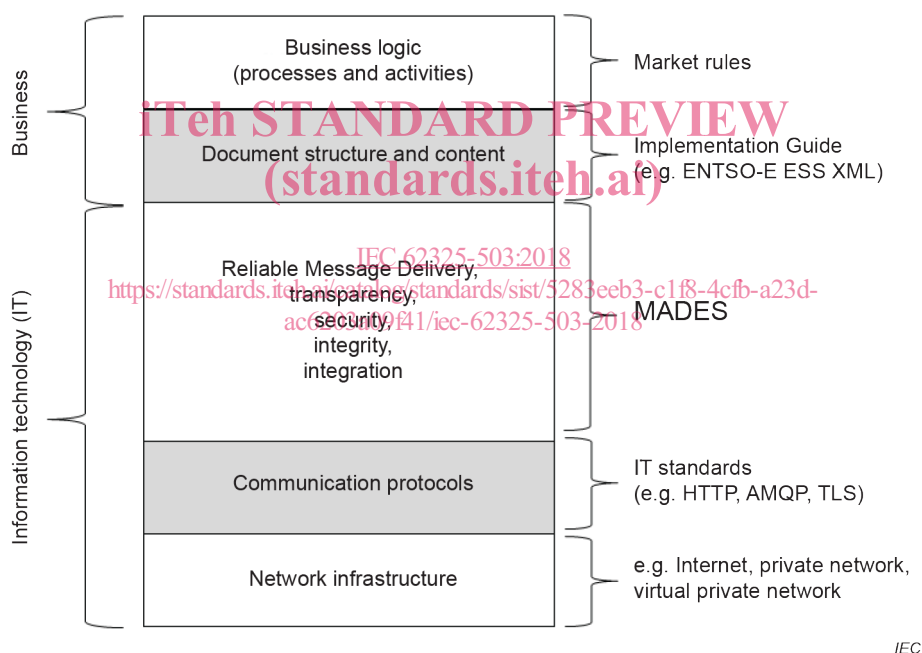 Business logic
(processes and activities)
Market rules
Business
iTeh STANDARD PREVIEW
Document structure and content
Implementation Guide
(standards.iteh.ai)
(e.g. ENTSO-E ESS XML)
IEC 62325-503:2018
Reliable Message Delivery,
https://standards.iteh.ai/catalog/standards/sist/5283eeb3-c1f8-4cfb-a23d-
transparency,
MADES
security,
integrity,
integration
Information technology (IT)
Communication protocols
IT standards
(e.g. HTTP, AMQP, TLS)
Network infrastructure
e.g. Internet, private network,
virtual private network
IEC